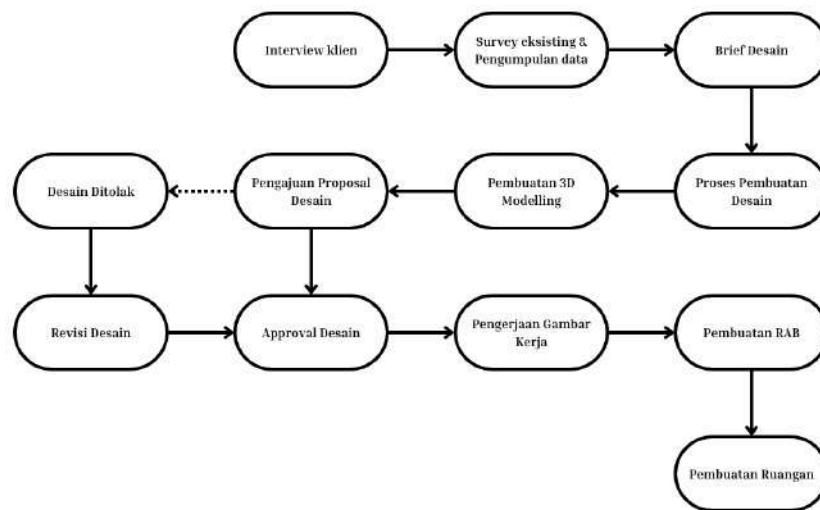 Interview klien
Survey eksisting &
Pengumpulan data
Brief Desain
Desain Ditolak
Pengajuan Proposal
Desain
Pembuatan 3D
Modelling
Proses Pembuatan
Desain
Revisi Desain
Approval Desain
Pengerjaan Gambar
Kerja
Pembuatan RAB
Pembuatan Ruangan